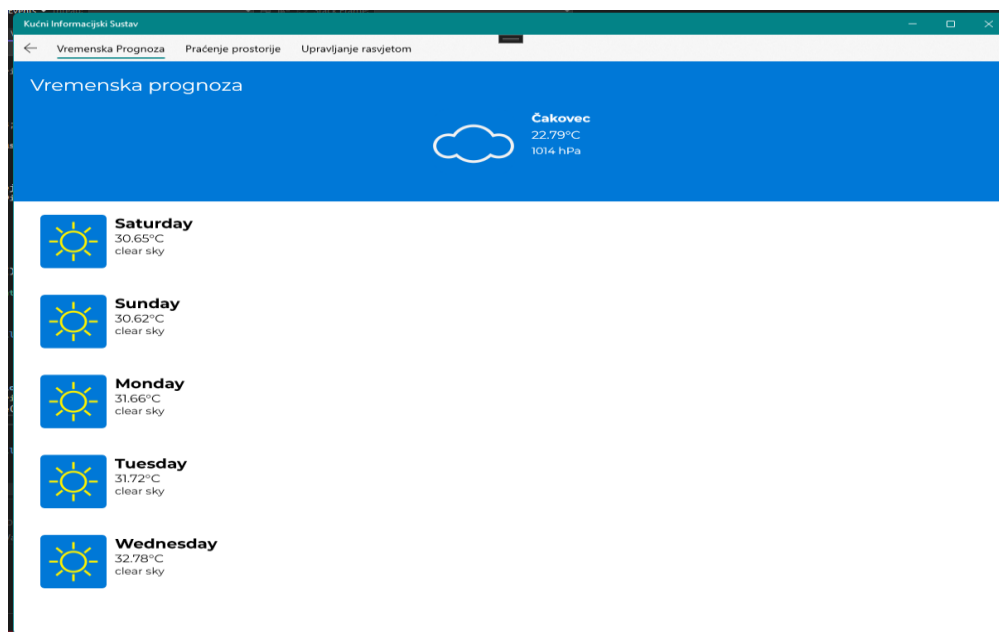 Kućni Informacijski Sustav
Vremenska Prognoza Praćenje prostorije Upravljanje rasvjetom
Vremenska prognoza
Čakovec
22.79°C
1014 hPa
Saturday
30.65°C
clear sky
Sunday
30.62°C
clear sky
Monday
31.66°C
clear sky
Tuesday
31.72°C
clear sky
Wednesday
32.78°C
clear sky